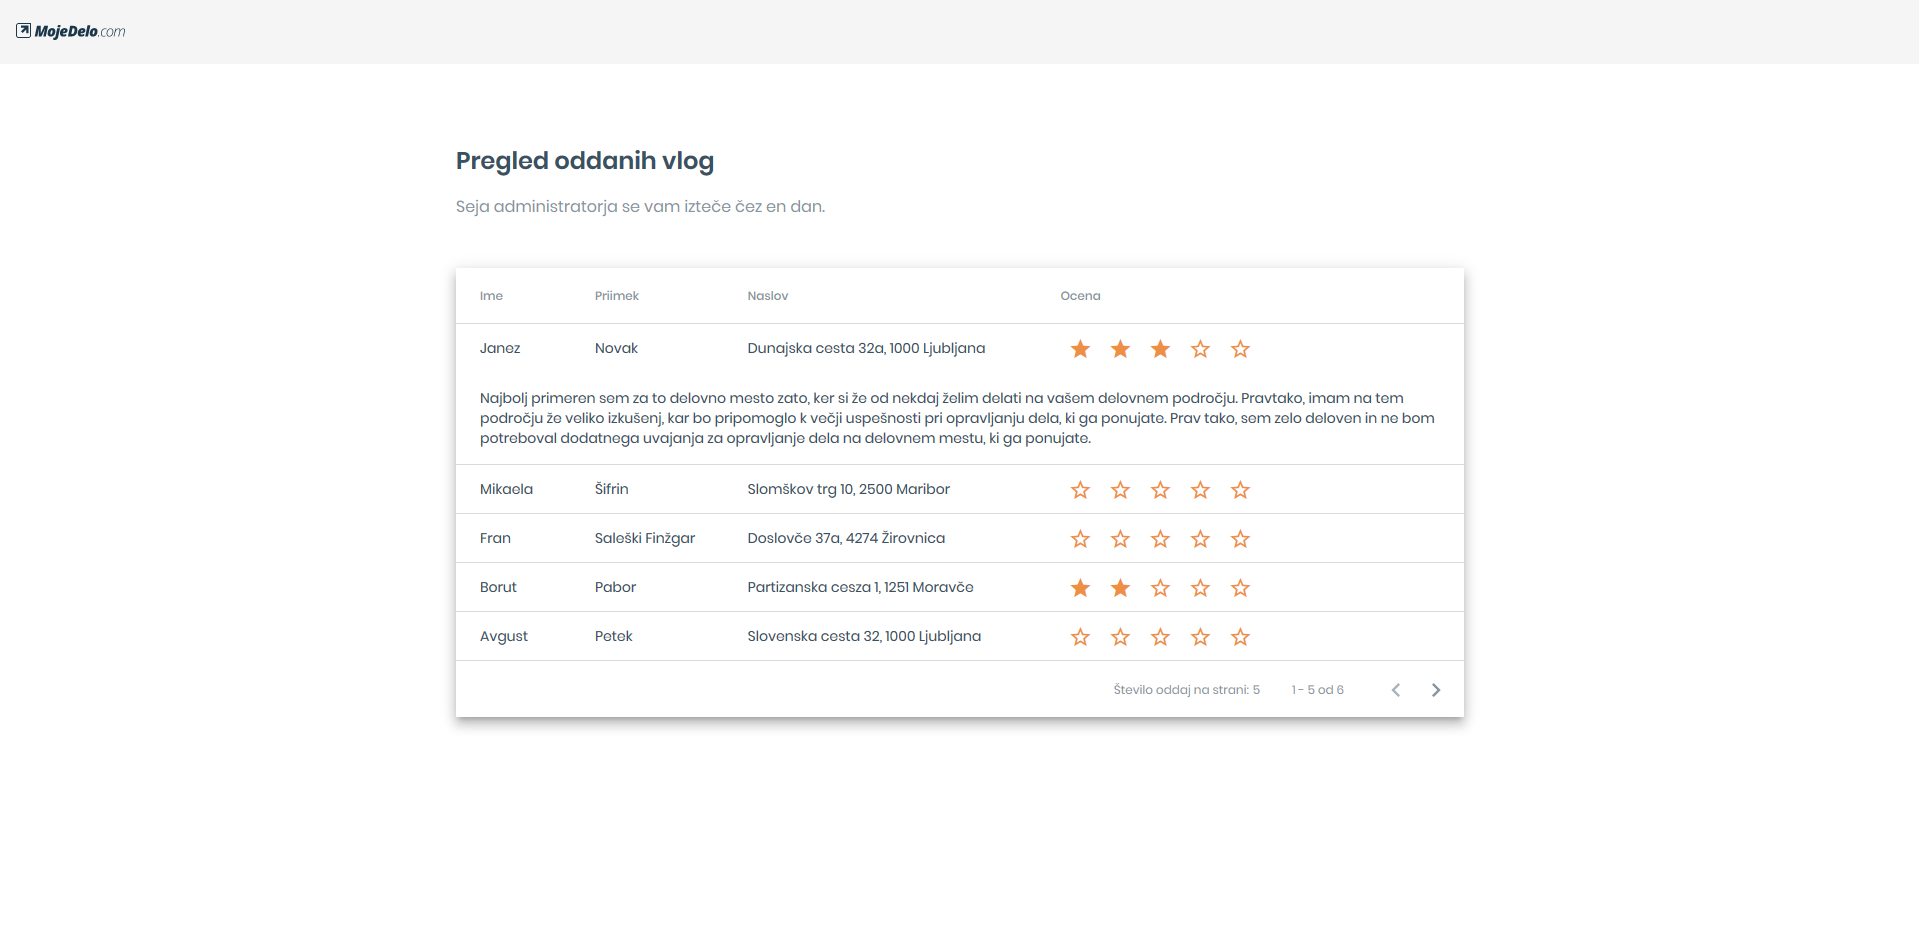 MojeDelo.com
Pregled oddanih vlog
Seja administratorja se vam izteče čez en dan.
Ime Priimek Naslov Ocena
Janez Novak Dunajska cesta 32a, 1000 Ljubljana
Najbolj primeren sem za to delovno mesto zato, ker si že od nekdaj želim delati na vašem delovnem področju. Pravtako, imam na tem
področju že veliko izkušenj, kar bo pripomoglo k večji uspešnosti pri opravljanju dela, ki ga ponujate. Prav tako, sem zelo deloven in ne bom
potreboval dodatnega uvajanja za opravljanje dela na delovnem mestu, ki ga ponujate.
Mikaela Šifrin Slomškov trg 10, 2500 Maribor
Fran Saleški Finžgar Doslovče 37a, 4274 Žirovnica
Borut Pabor Partizanska cesza 1, 1251 Moravče
Avgust Petek Slovenska cesta 32, 1000 Ljubljana
Število oddaj na strani: 5 1 - 5 od 6